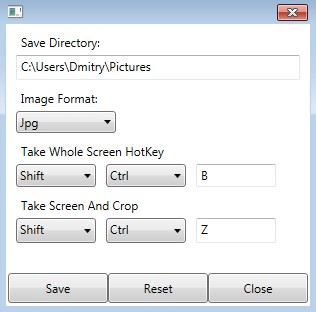 Save Directory:
C:\Users\Dmitry\Pictures
Image Format:
Jpg
Take Whole Screen HotKey
Shift Ctrl B
Take Screen And Crop
Shift Ctrl Z
Save Reset Close